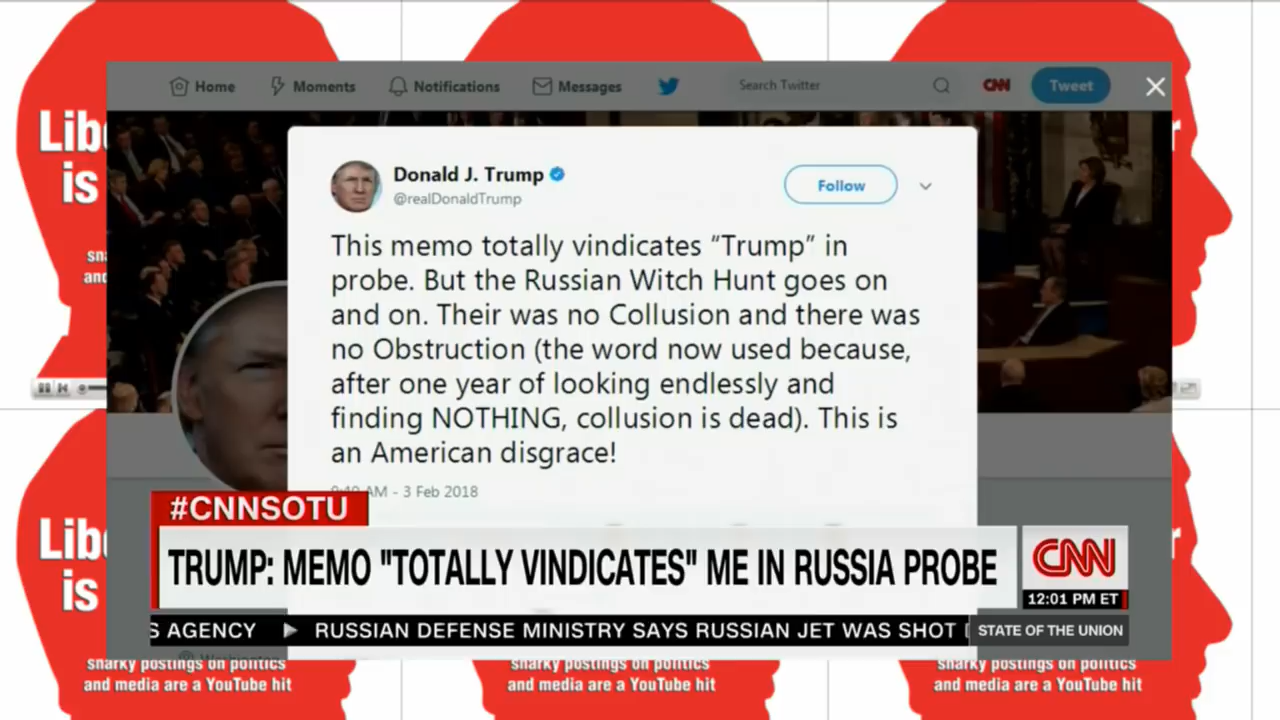 Home
Moments
Notifications
Messages
Search Twitter
CNN
Tweet
Donald J. Trump
@realDonaldTrump
Follow
This memo totally vindicates “Trump” in
probe. But the Russian Witch Hunt goes on
and on. Their was no Collusion and there was
no Obstruction (the word now used because,
after one year of looking endlessly and
finding NOTHING, collusion is dead). This is
an American disgrace!
AM - 3 Feb 2018
#CNNSOTU
TRUMP: MEMO "TOTALLY VINDICATES" ME IN RUSSIA PROBE
CNN
12:01 PM ET
S AGENCY ▶ RUSSIAN DEFENSE MINISTRY SAYS RUSSIAN JET WAS SHOT
STATE OF THE UNION
Lib
is
Lib
is
snarky postings on politics
and media are a YouTube hit
snarky postings on politics
and media are a YouTube hit
snarky postings on politics
and media are a YouTube hit